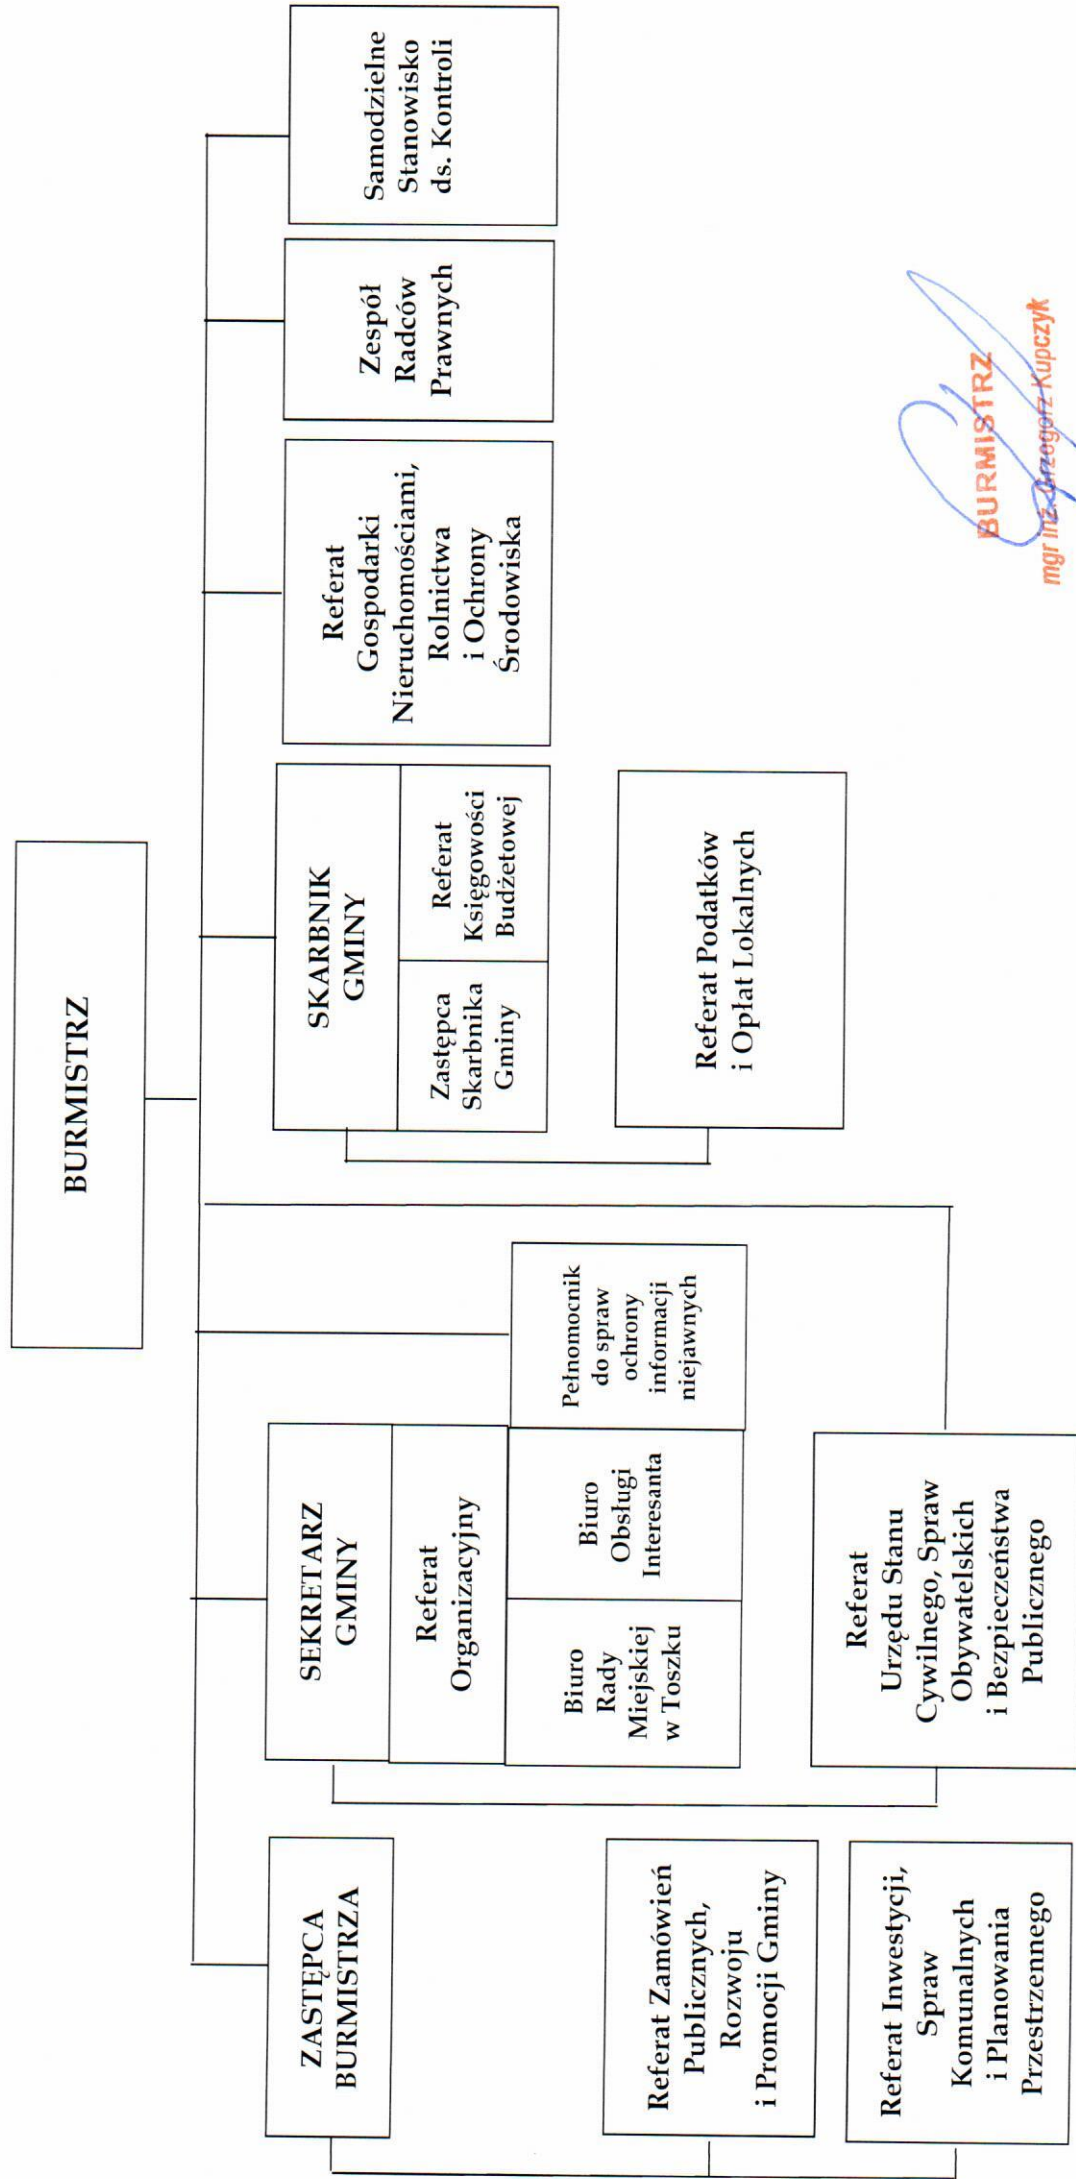 BURMISTRZ
ZASTĘPCA
BURMISTRZA
Referat Zamówień
Publicznych,
Rozwoju
i Promocji Gminy
Referat Inwestycji,
Spraw
Komunalnych
i Planowania
Przestrzennego
SEKRETARZ
GMINY
Referat
Organizacyjny
Biuro
Rady
Miejskiej
w Toszku
Biuro
Obsługi
Interesanta
Pełnomocnik
do spraw
ochrony
informacji
niejawnych
Referat
Urzędu Stanu
Cywilnego, Spraw
Obywatelskich
i Bezpieczeństwa
Publicznego
SKARBNIK
GMINY
Zastępca
Skarbnika
Gminy
Referat
Księgowości
Budżetowej
Referat Podatków
i Opłat Lokalnych
Referat
Gospodarki
Nieruchomościami,
Rolnictwa
i Ochrony
Środowiska
Zespół
Radców
Prawnych
Samodzielne
Stanowisko
ds. Kontroli
BURMISTRZ
mgr inż. Grzegorz Kupczyk